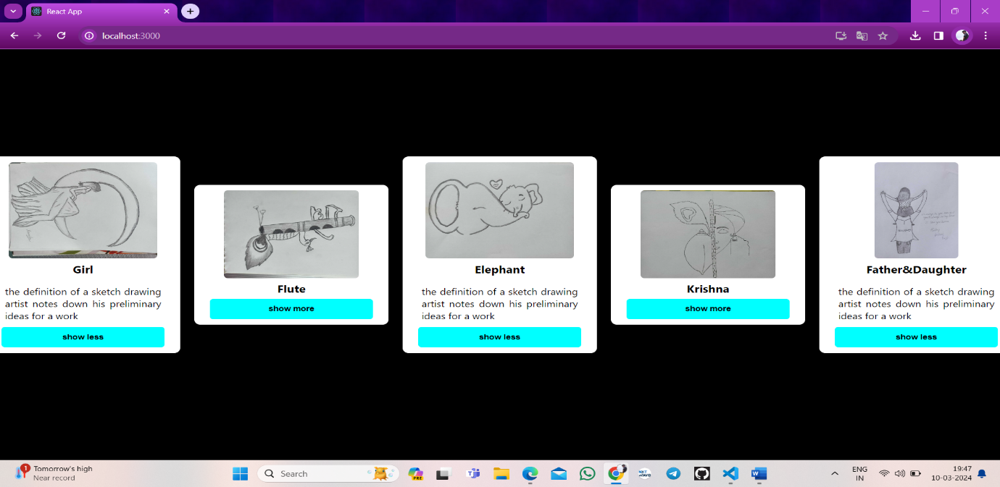 React App
localhost:3000
Girl
the definition of a sketch drawing
artist notes down his preliminary
ideas for a work
show less
Flute
show more
Elephant
the definition of a sketch drawing
artist notes down his preliminary
ideas for a work
show less
Krishna
show more
Father&Daughter
the definition of a sketch drawing
artist notes down his preliminary
ideas for a work
show less
1
Tomorrow's high
Near record
Search
PRE
ENG
IN
19:47
10-03-2024